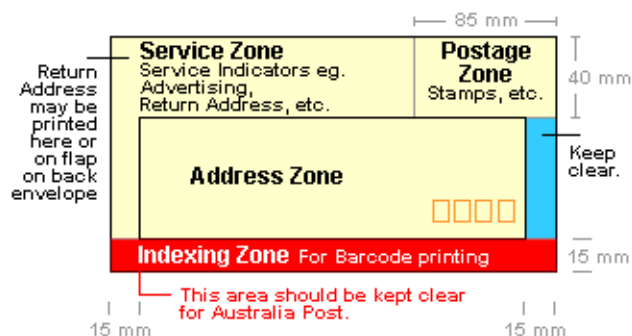 85 mm
Service Zone
Service Indicators eg.
Advertising,
Return Address, etc.
Postage
Zone
Stamps, etc.
40 mm
Return
Address
may be
printed
here or
on flap
on back
envelope
Address Zone
Keep
clear.
Indexing Zone For Barcode printing
15 mm
This area should be kept clear
for Australia Post.
15 mm
15 mm